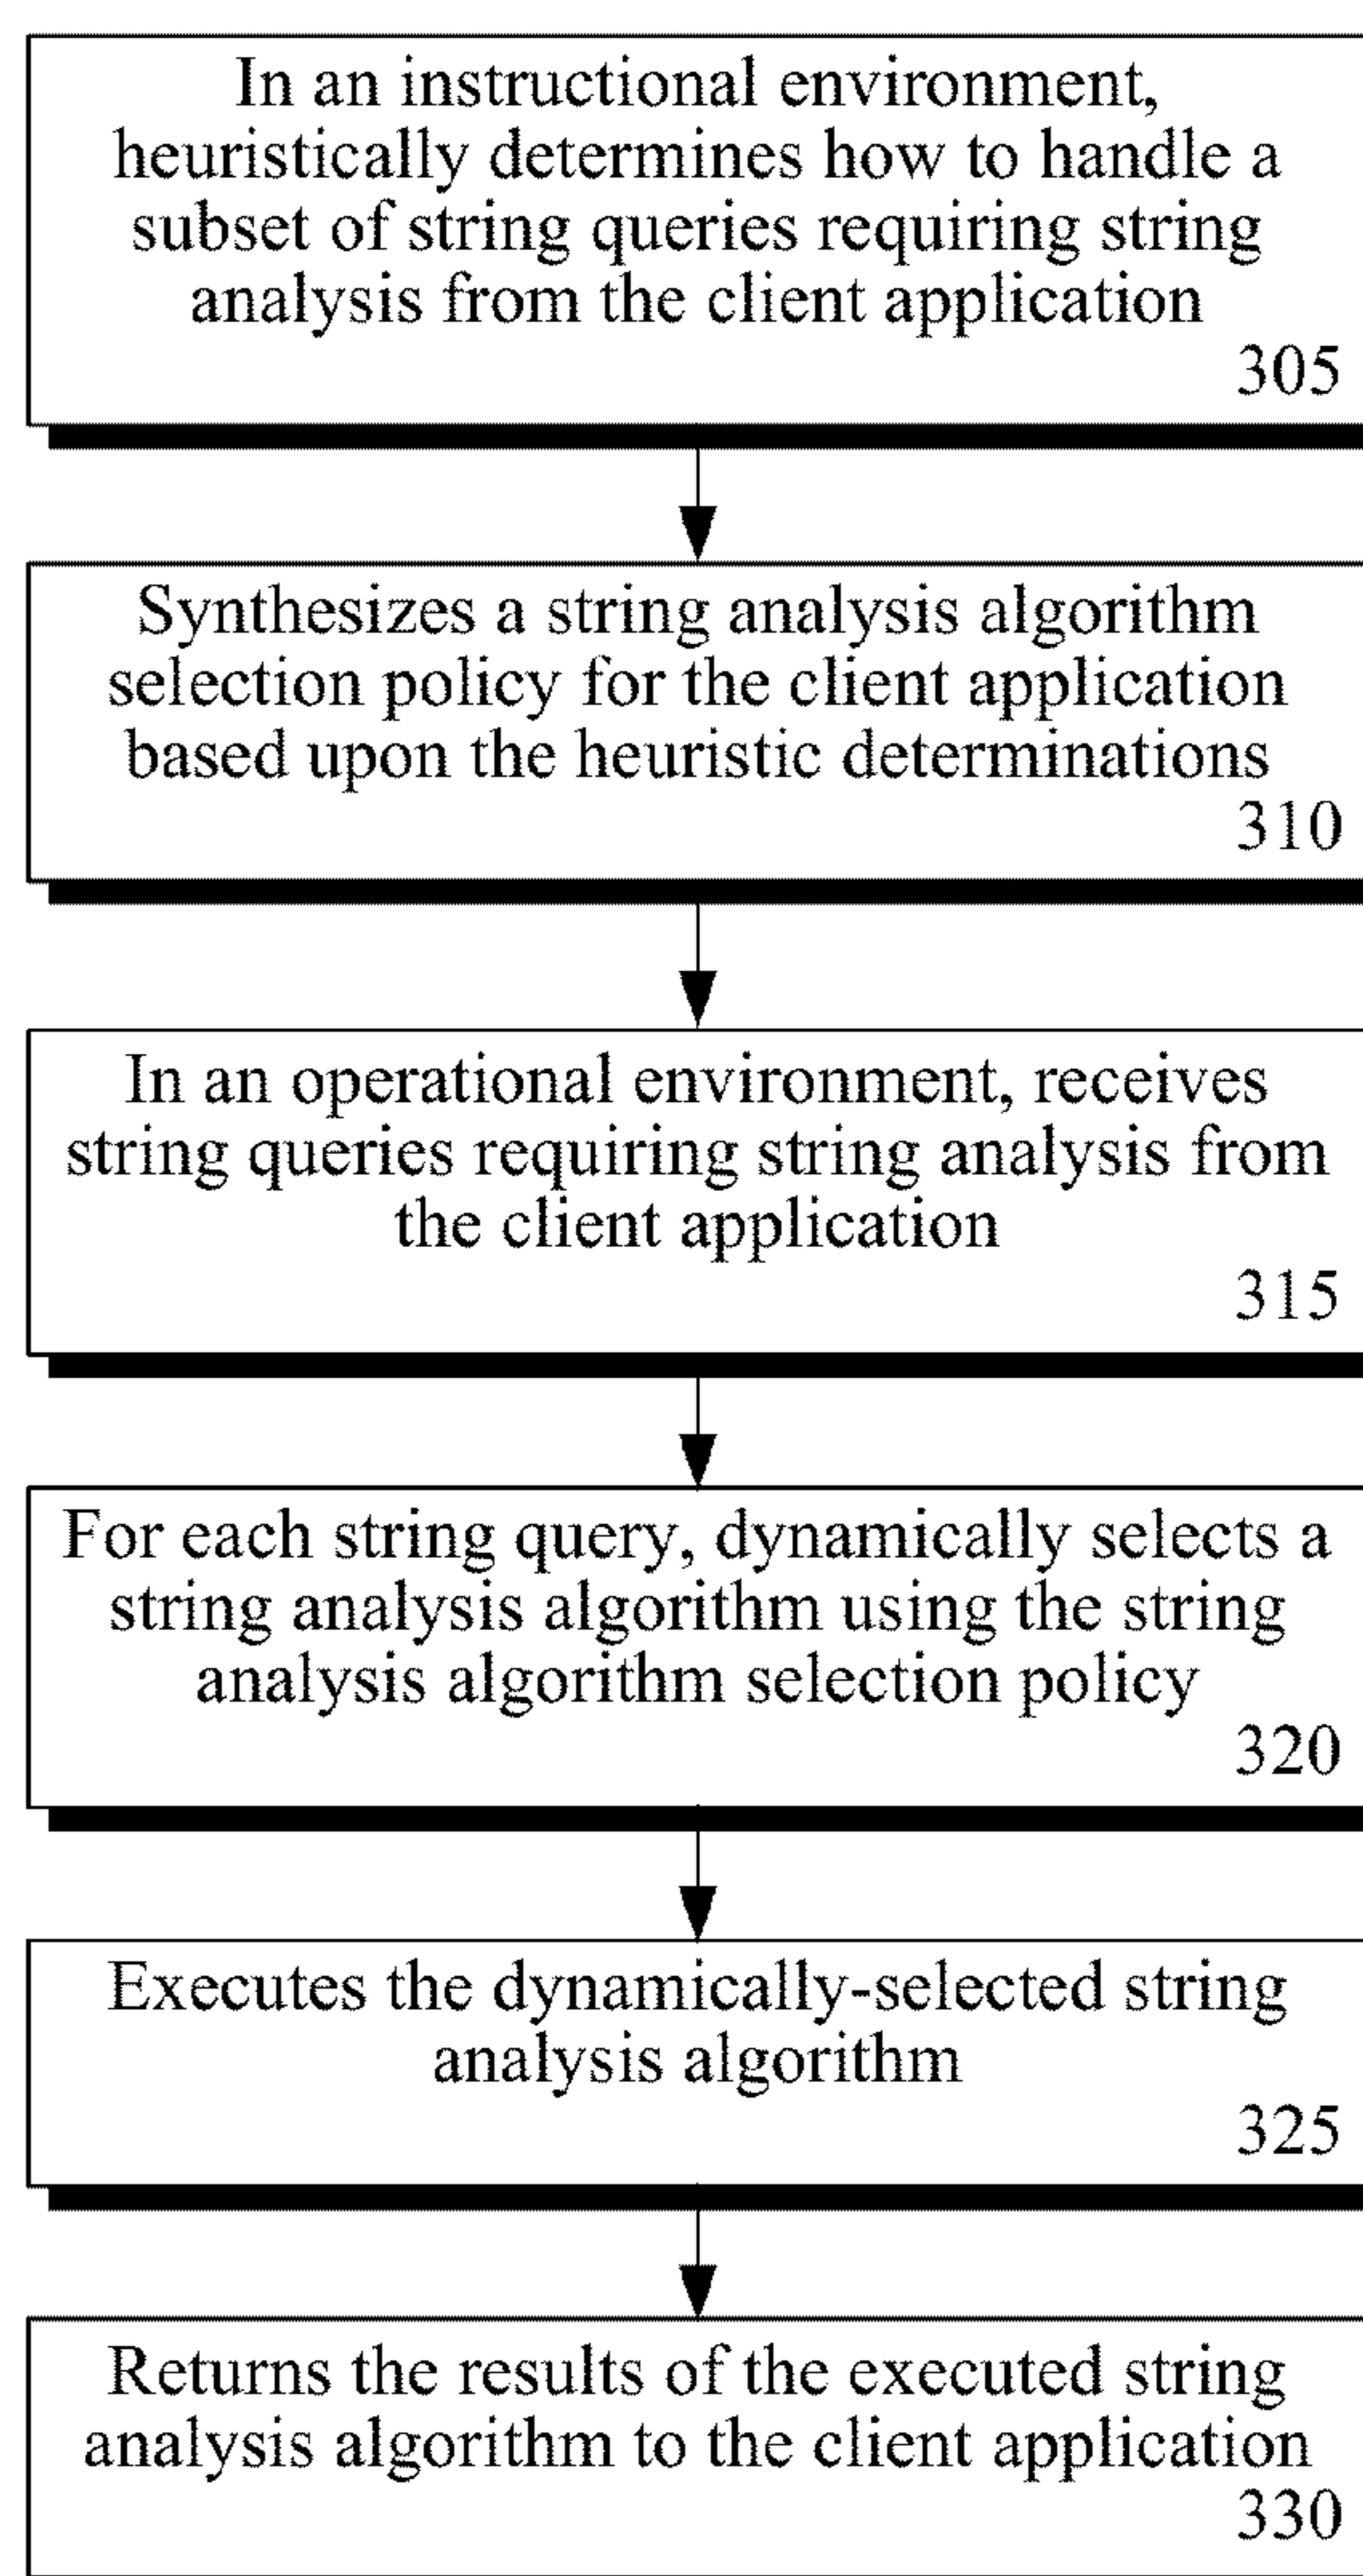 In an instructional environment,
heuristically determines how to handle a
subset of string queries requiring string
analysis from the client application
305
Synthesizes a string analysis algorithm
selection policy for the client application
based upon the heuristic determinations
310
In an operational environment, receives
string queries requiring string analysis from
the client application
315
For each string query, dynamically selects a
string analysis algorithm using the string
analysis algorithm selection policy
320
Executes the dynamically-selected string
analysis algorithm
325
Returns the results of the executed string
analysis algorithm to the client application
330